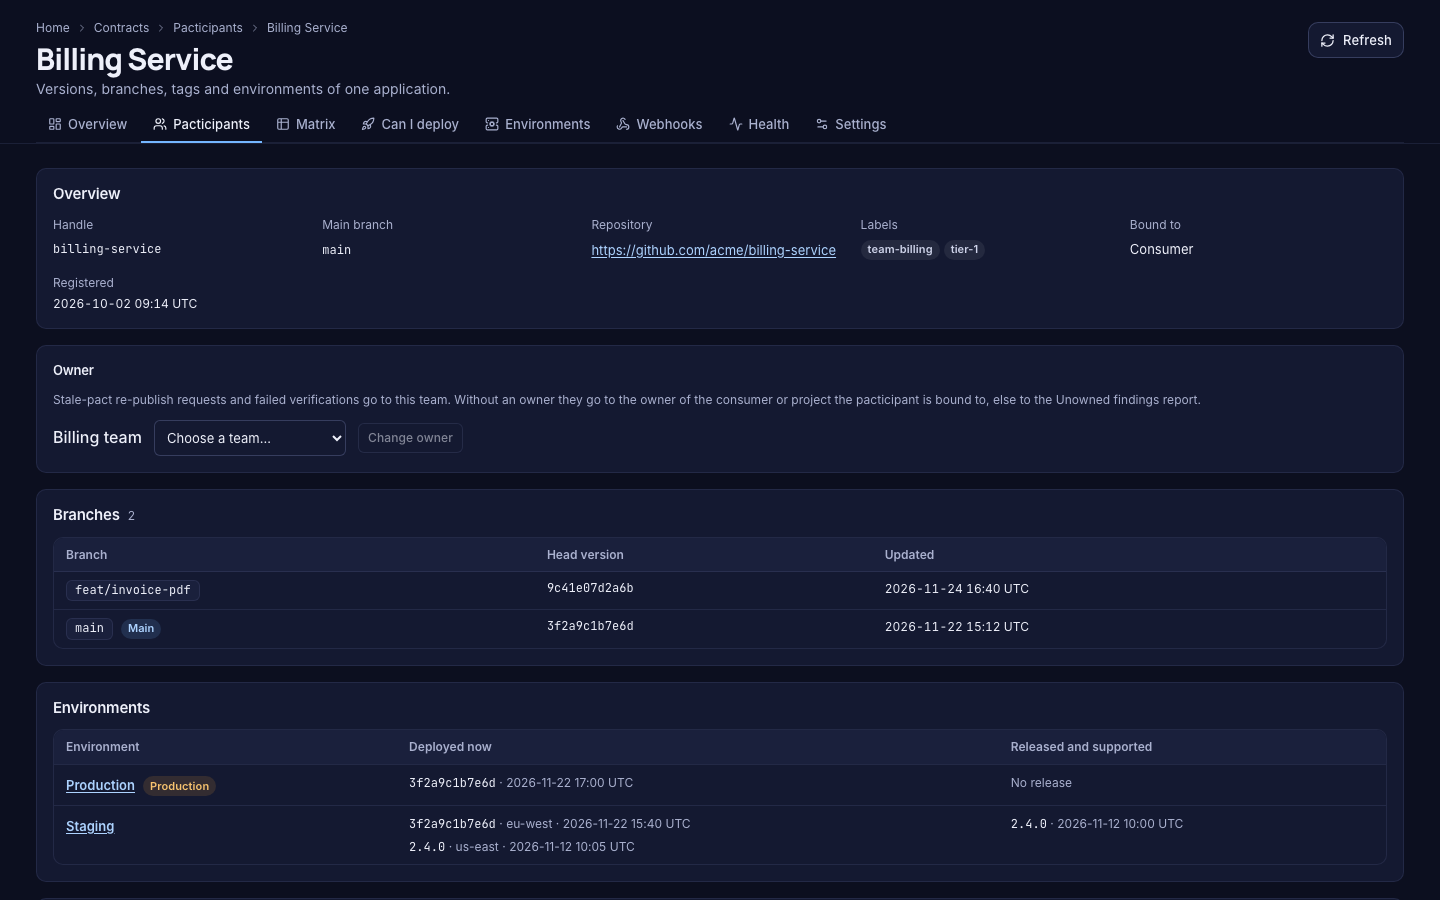 Home > Contracts > Pacticipants > Billing Service
Billing Service
Refresh
Versions, branches, tags and environments of one application.
Overview Pacticipants Matrix Can I deploy Environments Webhooks Health Settings
Overview
Handle Main branch Repository Labels Bound to
billing-service main https://github.com/acme/billing-service team-billing tier-1 Consumer
Registered
2026-10-02 09:14 UTC
Owner
Stale-pact re-publish requests and failed verifications go to this team. Without an owner they go to the owner of the consumer or project the pacticipant is bound to, else to the Unowned findings report.
Billing team Choose a team... Change owner
Branches 2
Branch Head version Updated
feat/invoice-pdf 9c41e07d2a6b 2026-11-24 16:40 UTC
main Main 3f2a9c1b7e6d 2026-11-22 15:12 UTC
Environments
Environment Deployed now Released and supported
Production Production 3f2a9c1b7e6d · 2026-11-22 17:00 UTC No release
Staging 3f2a9c1b7e6d · eu-west · 2026-11-22 15:40 UTC 2.4.0 · 2026-11-12 10:00 UTC
2.4.0 · us-east · 2026-11-12 10:05 UTC